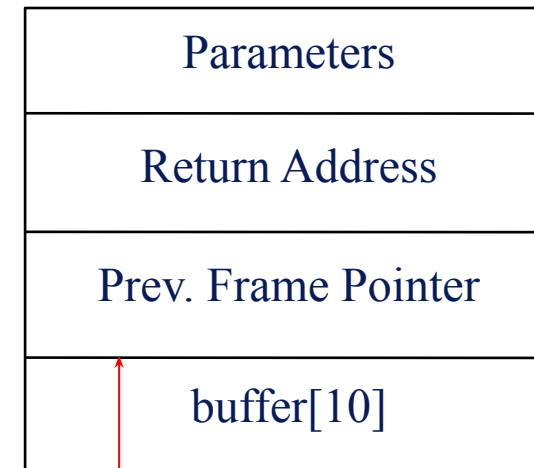 Parameters
Return Address
Prev. Frame Pointer
buffer[10]